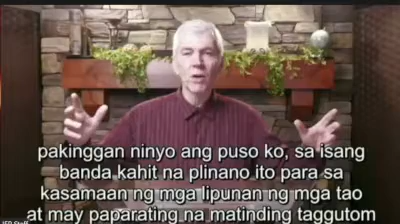 pakinggan ninyo ang puso ko, sa isang
banda kahit na plinano ito para sa
kasamaan ng mga lipunan ng mga tao
at may paparating na matinding taggutom